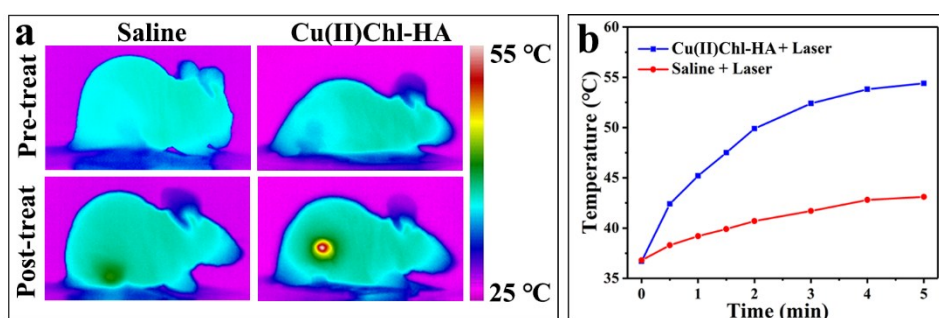 a
Saline
Cu(II)Chl-HA
Pre-treat
Post-treat
55 °C
25 °C
b
Temperature (°C)
60
55
50
45
40
35
Cu(II)Chl-HA + Laser
Saline + Laser
0
1
2
3
4
5
Time (min)